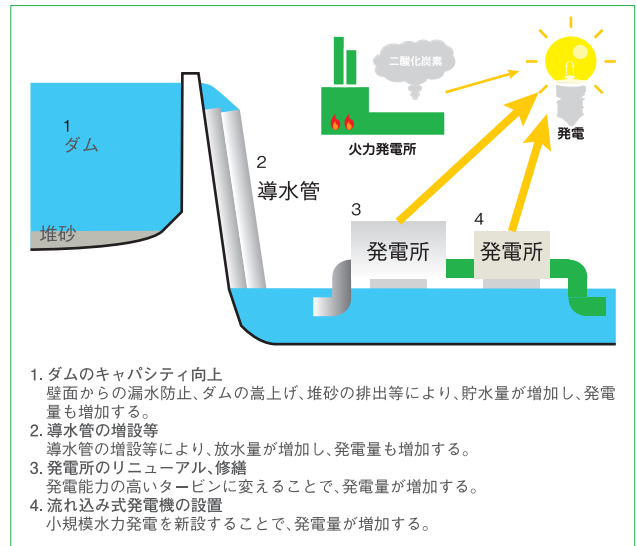 二酸化炭素
火力発電所
発電
1
ダム
堆砂
2
導水管
3
発電所
4
発電所
1. ダムのキャパシティ向上
壁面からの漏水防止、ダムの嵩上げ、堆砂の排出等により、貯水量が増加し、発電
量も増加する。
2. 導水管の増設等
導水管の増設等により、放水量が増加し、発電量も増加する。
3. 発電所のリニューアル、修繕
発電能力の高いタービンに変えることで、発電量が増加する。
4. 流れ込み式発電機の設置
小規模水力発電を新設することで、発電量が増加する。